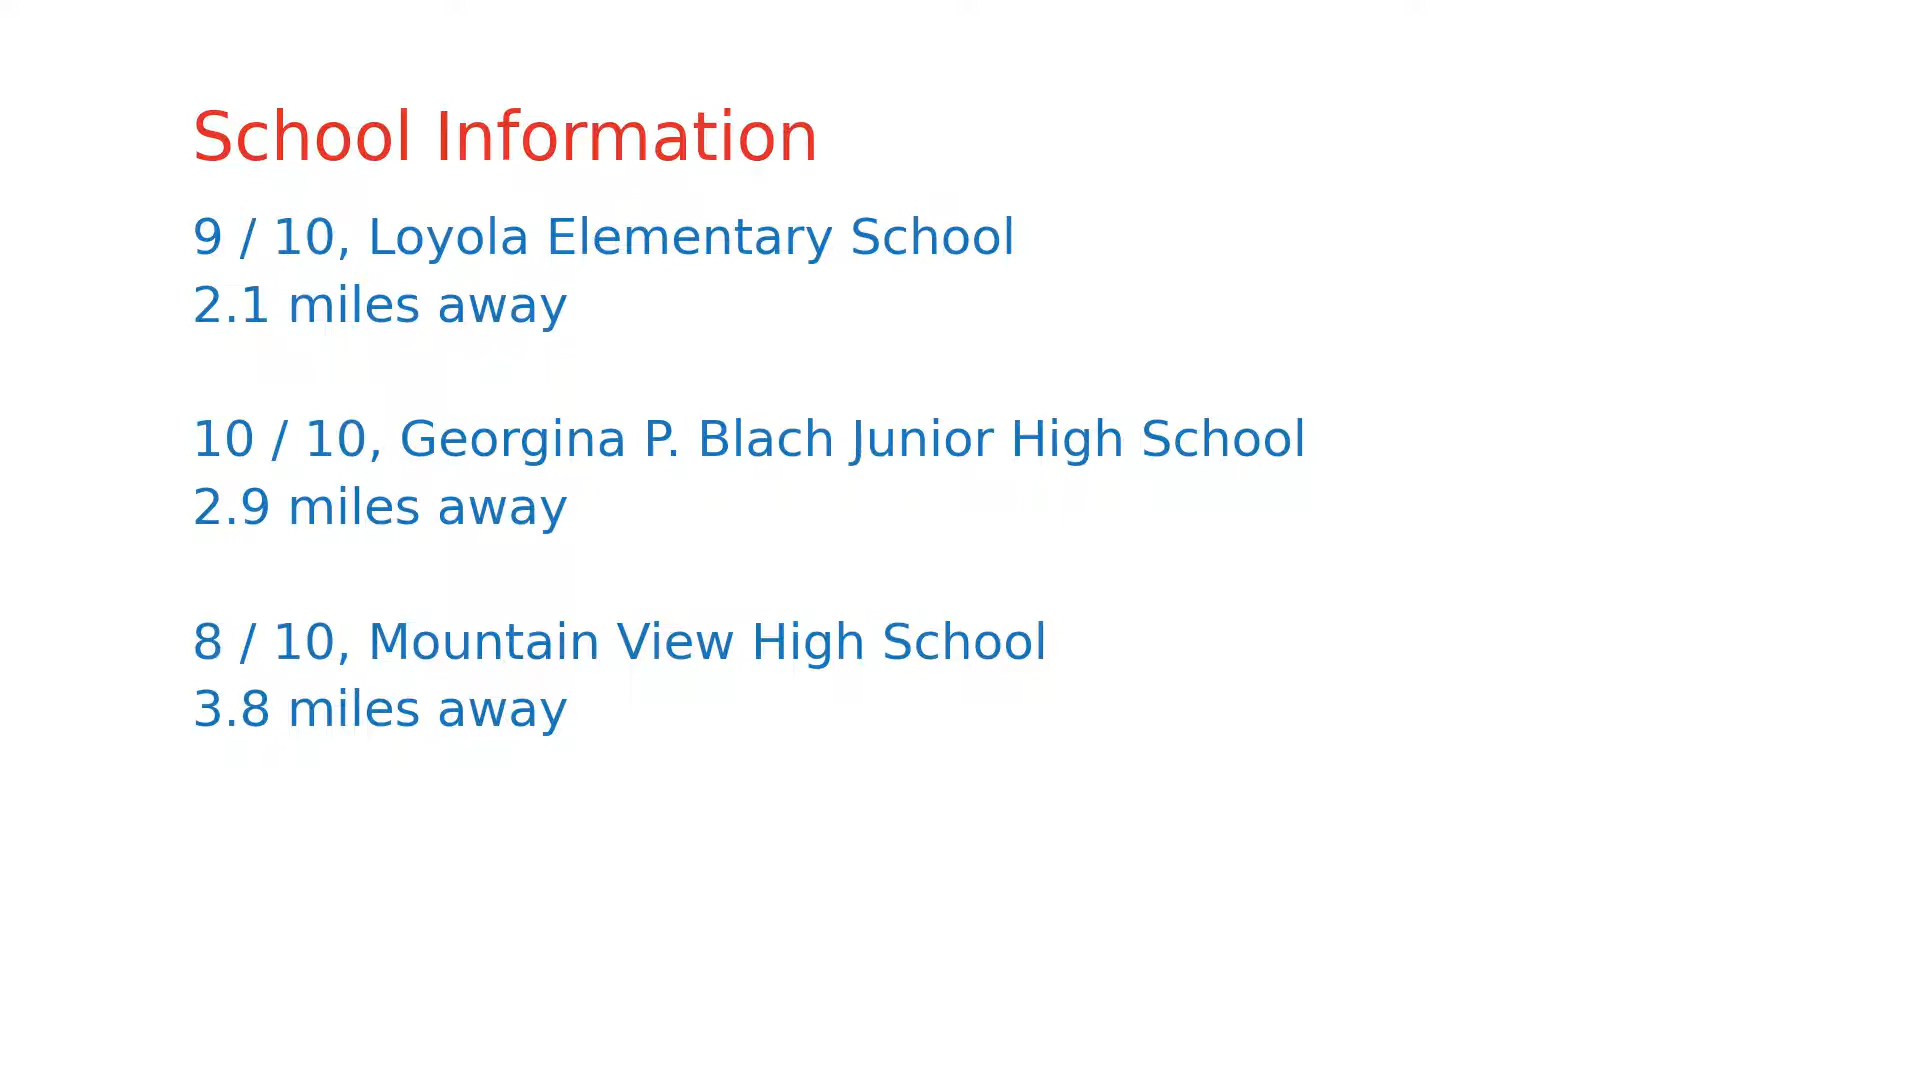 School Information
9 / 10, Loyola Elementary School
2.1 miles away
10 / 10, Georgina P. Blach Junior High School
2.9 miles away
8 / 10, Mountain View High School
3.8 miles away